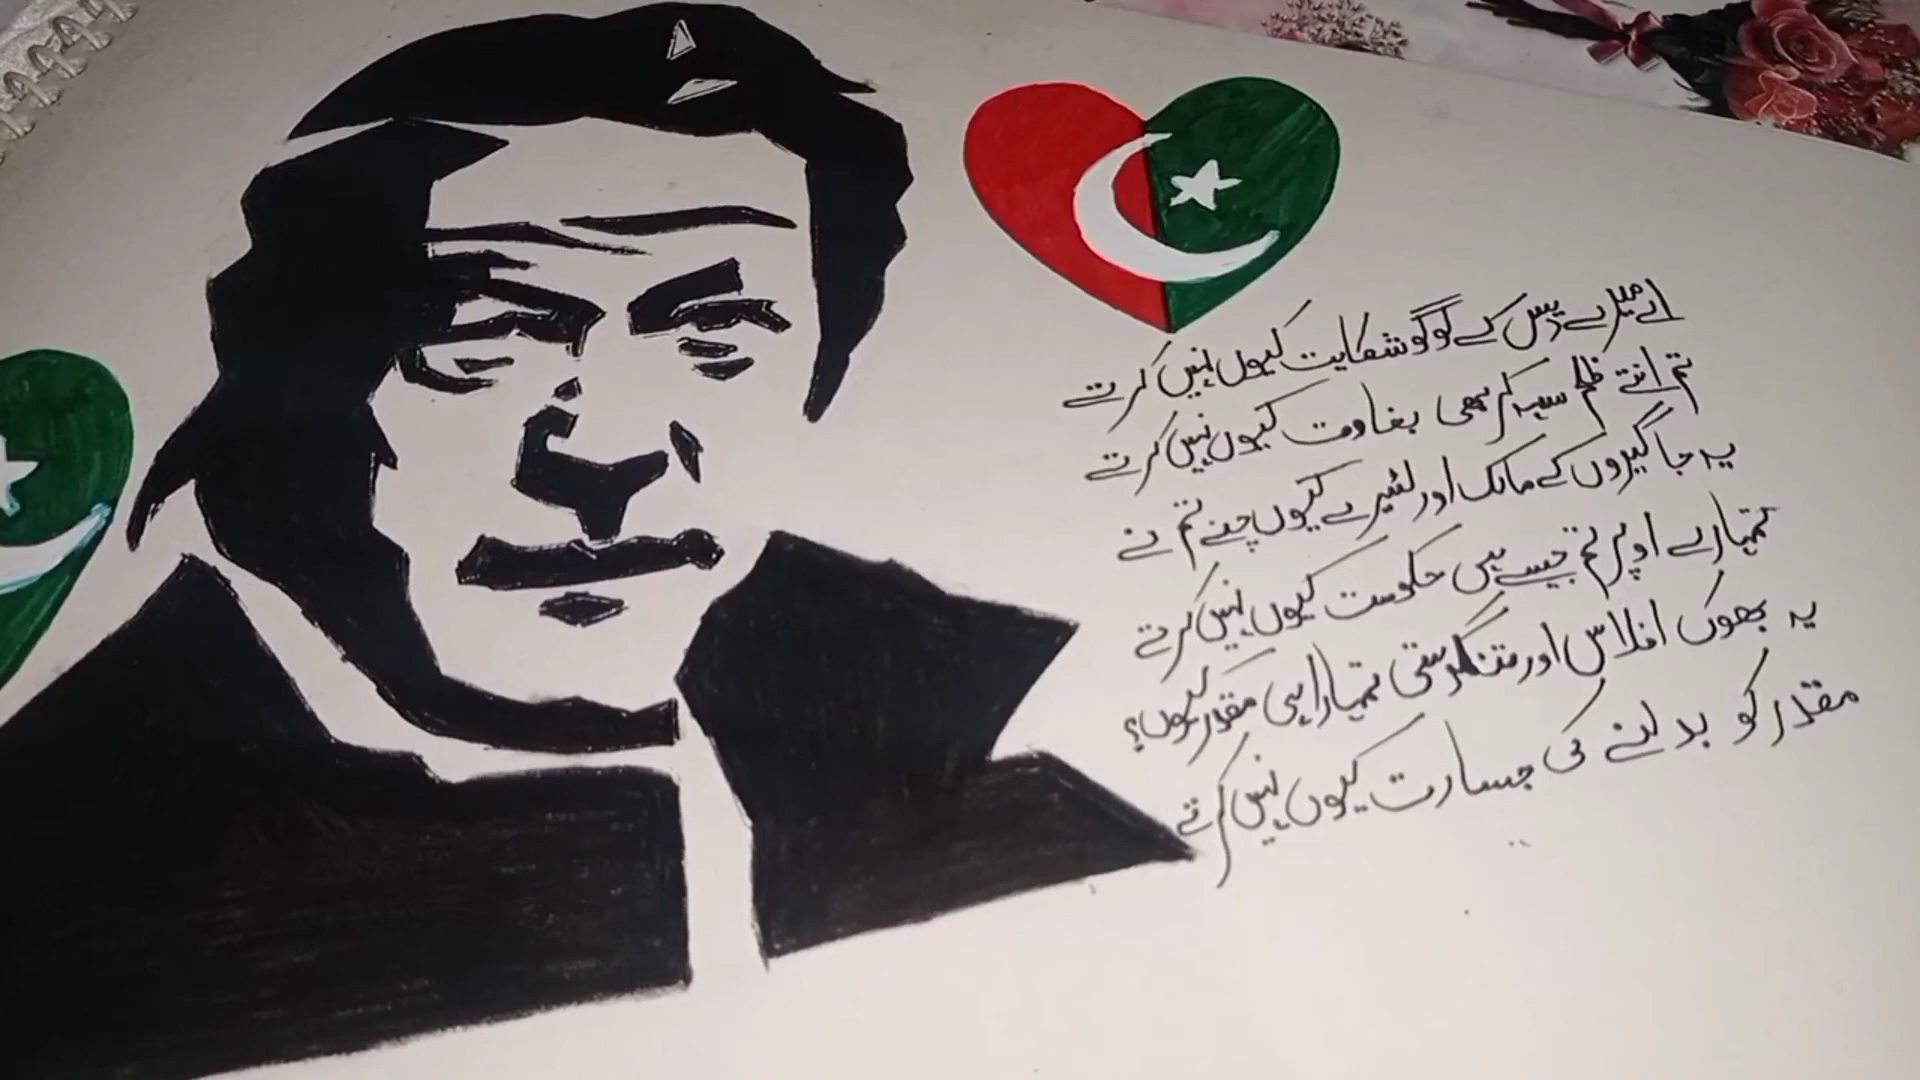 اے میرے دیس کے لوگو شکایت کیوں نہیں کرتے
تم اتنے ظلم سہہ کر بھی بغاوت کیوں نہیں کرتے
یہ جاگیروں کے مالک اور لٹیرے کیوں چنے تم نے
تمہارے اوپر تم جیسے ہیں حکومت کیوں نہیں کرتے
یہ بھوک افلاس اور تنگدستی تمہارا ہی مقدر کیوں؟
مقدر کو بدلنے کی جسارت کیوں نہیں کرتے